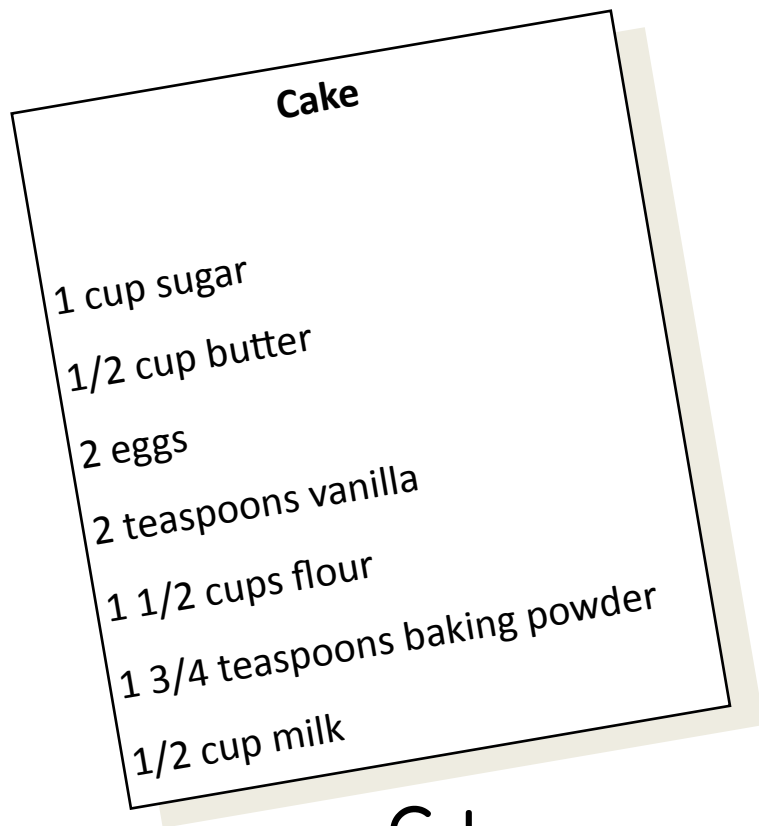 Cake
1 cup sugar
1/2 cup butter
2 eggs
2 teaspoons vanilla
1 1/2 cups flour
1 3/4 teaspoons baking powder
1/2 cup milk